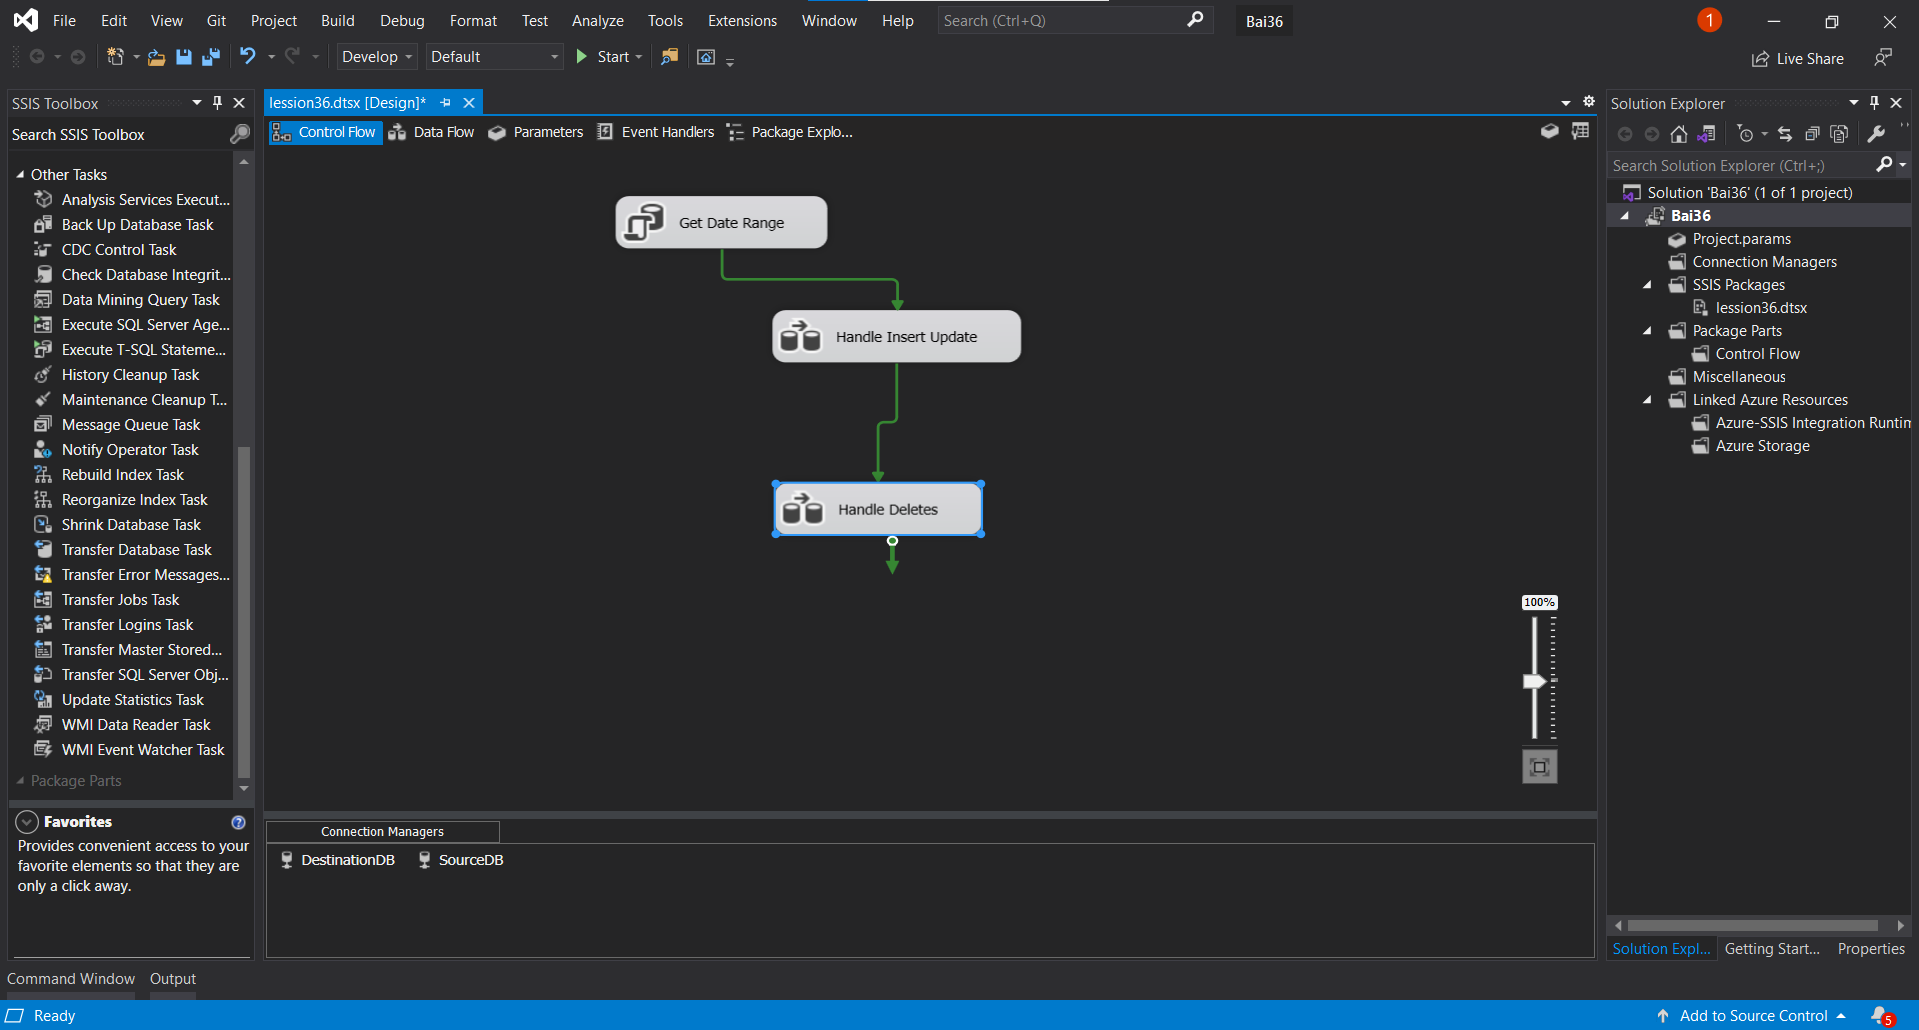 File Edit View Git Project Build Debug Format Test Analyze Tools Extensions Window Help Search (Ctrl+Q) Bai36 1
Develop Default Start Live Share
SSIS Toolbox
Search SSIS Toolbox
Other Tasks
Analysis Services Execut...
Back Up Database Task
CDC Control Task
Check Database Integrit...
Data Mining Query Task
Execute SQL Server Age...
Execute T-SQL Stateme...
History Cleanup Task
Maintenance Cleanup T...
Message Queue Task
Notify Operator Task
Rebuild Index Task
Reorganize Index Task
Shrink Database Task
Transfer Database Task
Transfer Error Messages...
Transfer Jobs Task
Transfer Logins Task
Transfer Master Stored...
Transfer SQL Server Obj...
Update Statistics Task
WMI Data Reader Task
WMI Event Watcher Task
Package Parts
Favorites
Provides convenient access to your
favorite elements so that they are
only a click away.
lession36.dtsx [Design]*
Control Flow Data Flow Parameters Event Handlers Package Explo...
Get Date Range
Handle Insert Update
Handle Deletes
100%
Connection Managers
DestinationDB SourceDB
Solution Explorer
Search Solution Explorer (Ctrl+;)
Solution 'Bai36' (1 of 1 project)
Bai36
Project.params
Connection Managers
SSIS Packages
lession36.dtsx
Package Parts
Control Flow
Miscellaneous
Linked Azure Resources
Azure-SSIS Integration Runtin
Azure Storage
Solution Expl... Getting Start... Properties
Command Window Output
Ready Add to Source Control 5